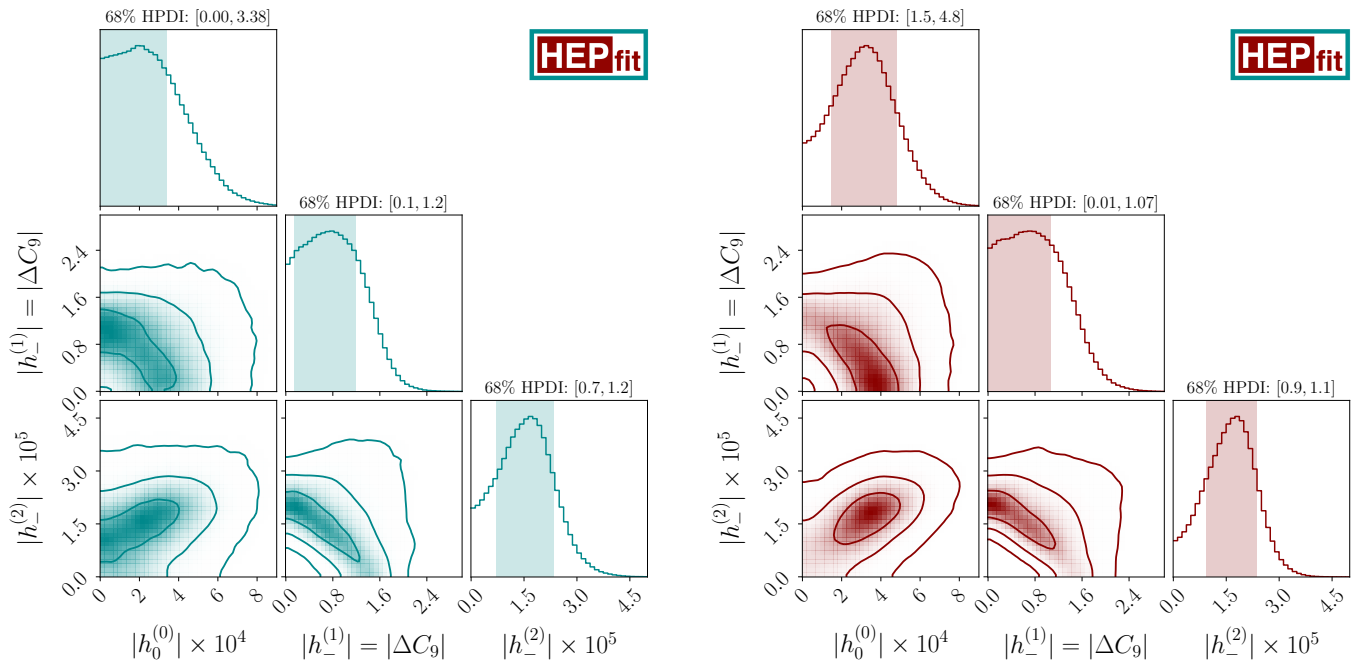 68% HPDI: [0.00, 3.38]
HEPfit
68% HPDI: [0.1, 1.2]
|h_−^{(1)}| = |ΔC_9|
2.4
1.6
0.8
0.0
68% HPDI: [0.7, 1.2]
|h_−^{(2)}| × 10^5
4.5
3.0
1.5
0.0
0 2 4 6 8
0.0 0.8 1.6 2.4
0.0 1.5 3.0 4.5
|h_0^{(0)}| × 10^4
|h_−^{(1)}| = |ΔC_9|
|h_−^{(2)}| × 10^5
68% HPDI: [1.5, 4.8]
HEPfit
68% HPDI: [0.01, 1.07]
|h_−^{(1)}| = |ΔC_9|
2.4
1.6
0.8
0.0
68% HPDI: [0.9, 1.1]
|h_−^{(2)}| × 10^5
4.5
3.0
1.5
0.0
0 2 4 6 8
0.0 0.8 1.6 2.4
0.0 1.5 3.0 4.5
|h_0^{(0)}| × 10^4
|h_−^{(1)}| = |ΔC_9|
|h_−^{(2)}| × 10^5